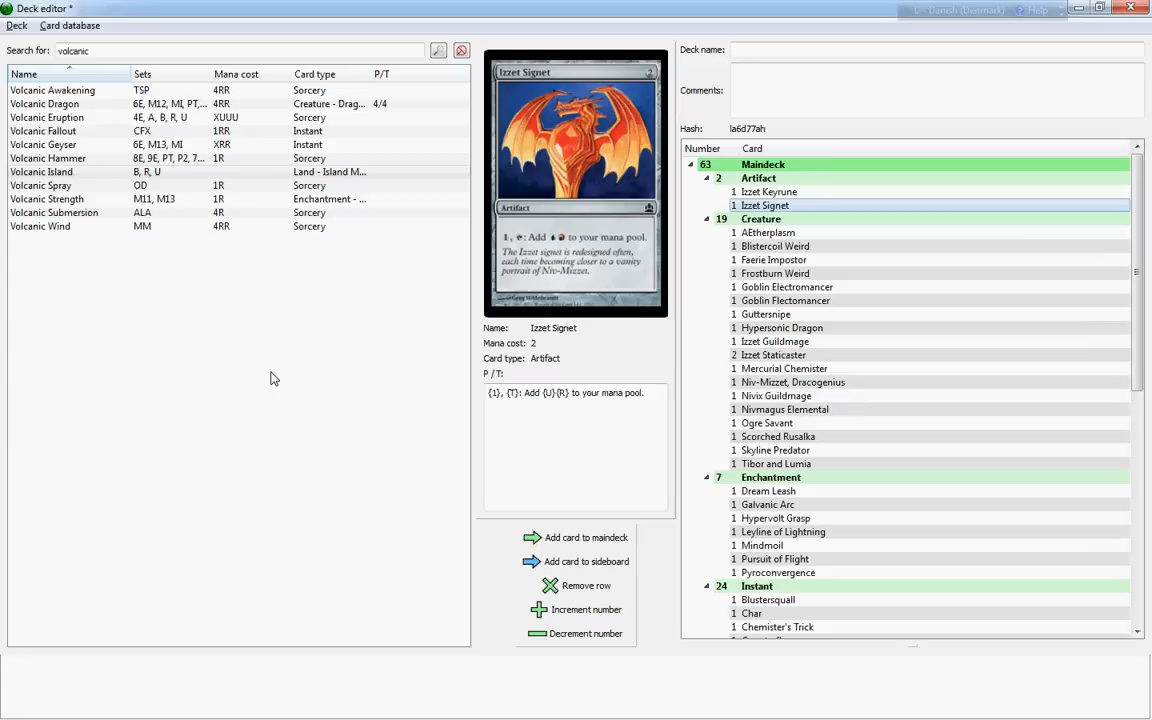 Deck editor *
Danish (Denmark) Help
Deck Card database
Search for: volcanic
Name Sets Mana cost Card type P/T
Volcanic Awakening TSP 4RR Sorcery
Volcanic Dragon 6E, M12, MI, PT,... 4RR Creature - Drag... 4/4
Volcanic Eruption 4E, A, B, R, U XUUU Sorcery
Volcanic Fallout CFX 1RR Instant
Volcanic Geyser 6E, M13, MI XRR Instant
Volcanic Hammer 8E, 9E, PT, P2, 7... 1R Sorcery
Volcanic Island B, R, U Land - Island M...
Volcanic Spray OD 1R Sorcery
Volcanic Strength M11, M13 1R Enchantment - ...
Volcanic Submersion ALA 4R Sorcery
Volcanic Wind MM 4RR Sorcery
Izzet Signet 2
Artifact
1, : Add to your mana pool.
The Izzet signet is redesigned often,
each time becoming closer to a vanity
portrait of Niv-Mizzet.
Name: Izzet Signet
Mana cost: 2
Card type: Artifact
P / T:
{1}, {T}: Add {U}{R} to your mana pool.
Add card to maindeck
Add card to sideboard
Remove row
Increment number
Decrement number
Deck name:
Comments:
Hash: la6d77ah
Number Card
63 Maindeck
2 Artifact
1 Izzet Keyrune
1 Izzet Signet
19 Creature
1 AEtherplasm
1 Blistercoil Weird
1 Faerie Impostor
1 Frostburn Weird
1 Goblin Electromancer
1 Goblin Flectomancer
1 Guttersnipe
1 Hypersonic Dragon
1 Izzet Guildmage
2 Izzet Staticaster
1 Mercurial Chemister
1 Niv-Mizzet, Dracogenius
1 Nivix Guildmage
1 Nivmagus Elemental
1 Ogre Savant
1 Scorched Rusalka
1 Skyline Predator
1 Tibor and Lumia
7 Enchantment
1 Dream Leash
1 Galvanic Arc
1 Hypervolt Grasp
1 Leyline of Lightning
1 Mindmoil
1 Pursuit of Flight
1 Pyroconvergence
24 Instant
1 Blustersquall
1 Char
1 Chemister's Trick